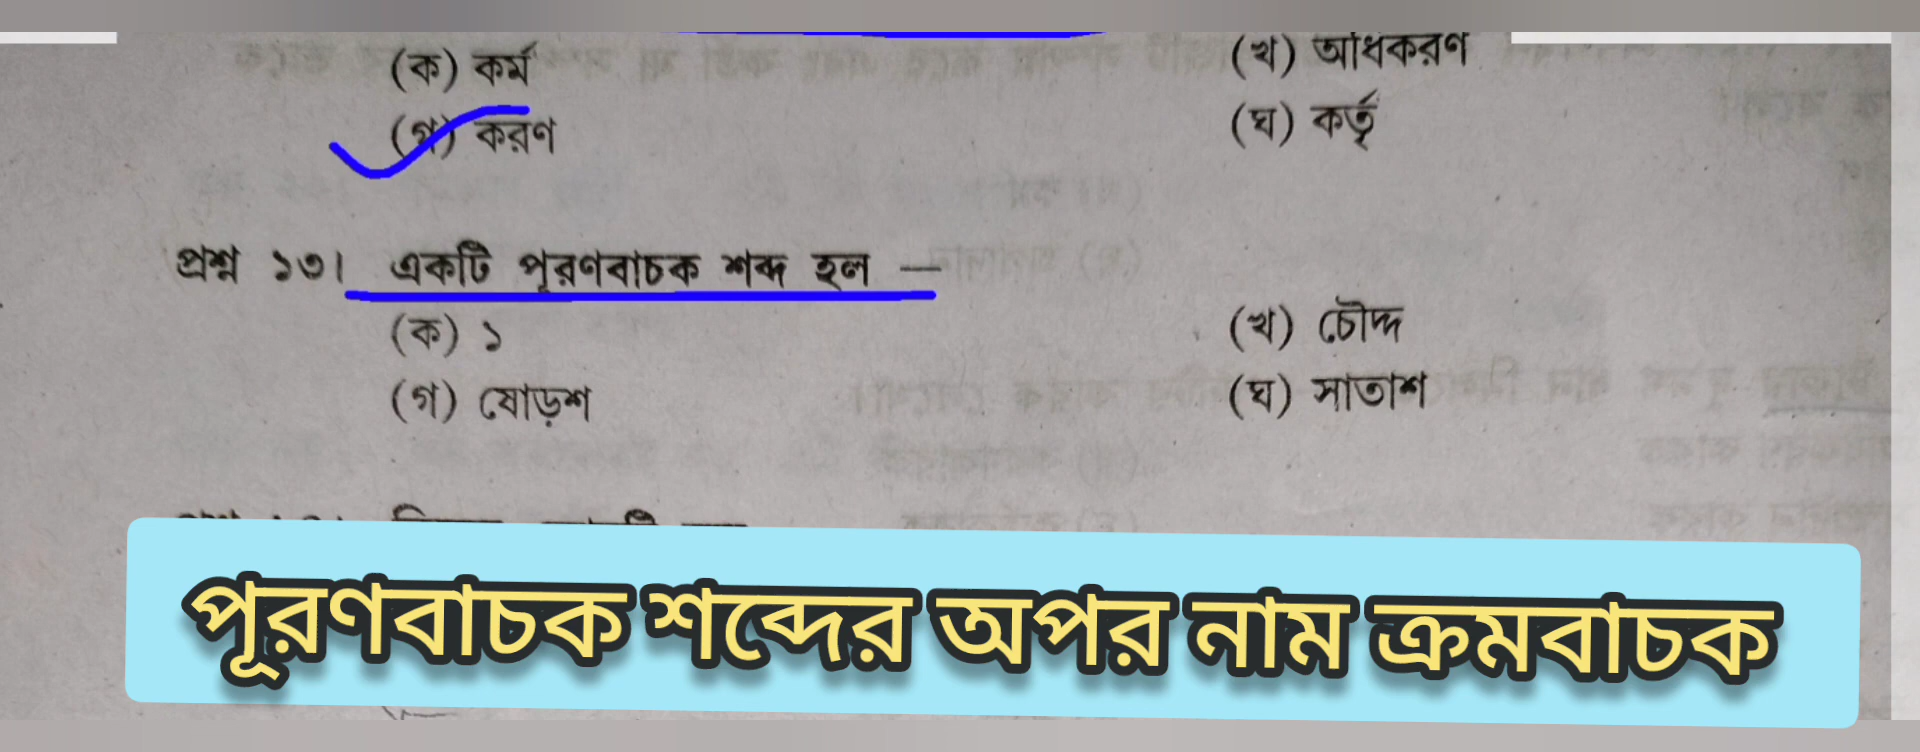 (ক) কর্ম (খ) অধিকরণ
(গ) করণ (ঘ) কর্তৃ
প্রশ্ন ১৩। একটি পূরণবাচক শব্দ হল —
(ক) ১ (খ) চৌদ্দ
(গ) ষোড়শ (ঘ) সাতাশ
পূরণবাচক শব্দের অপর নাম ক্রমবাচক